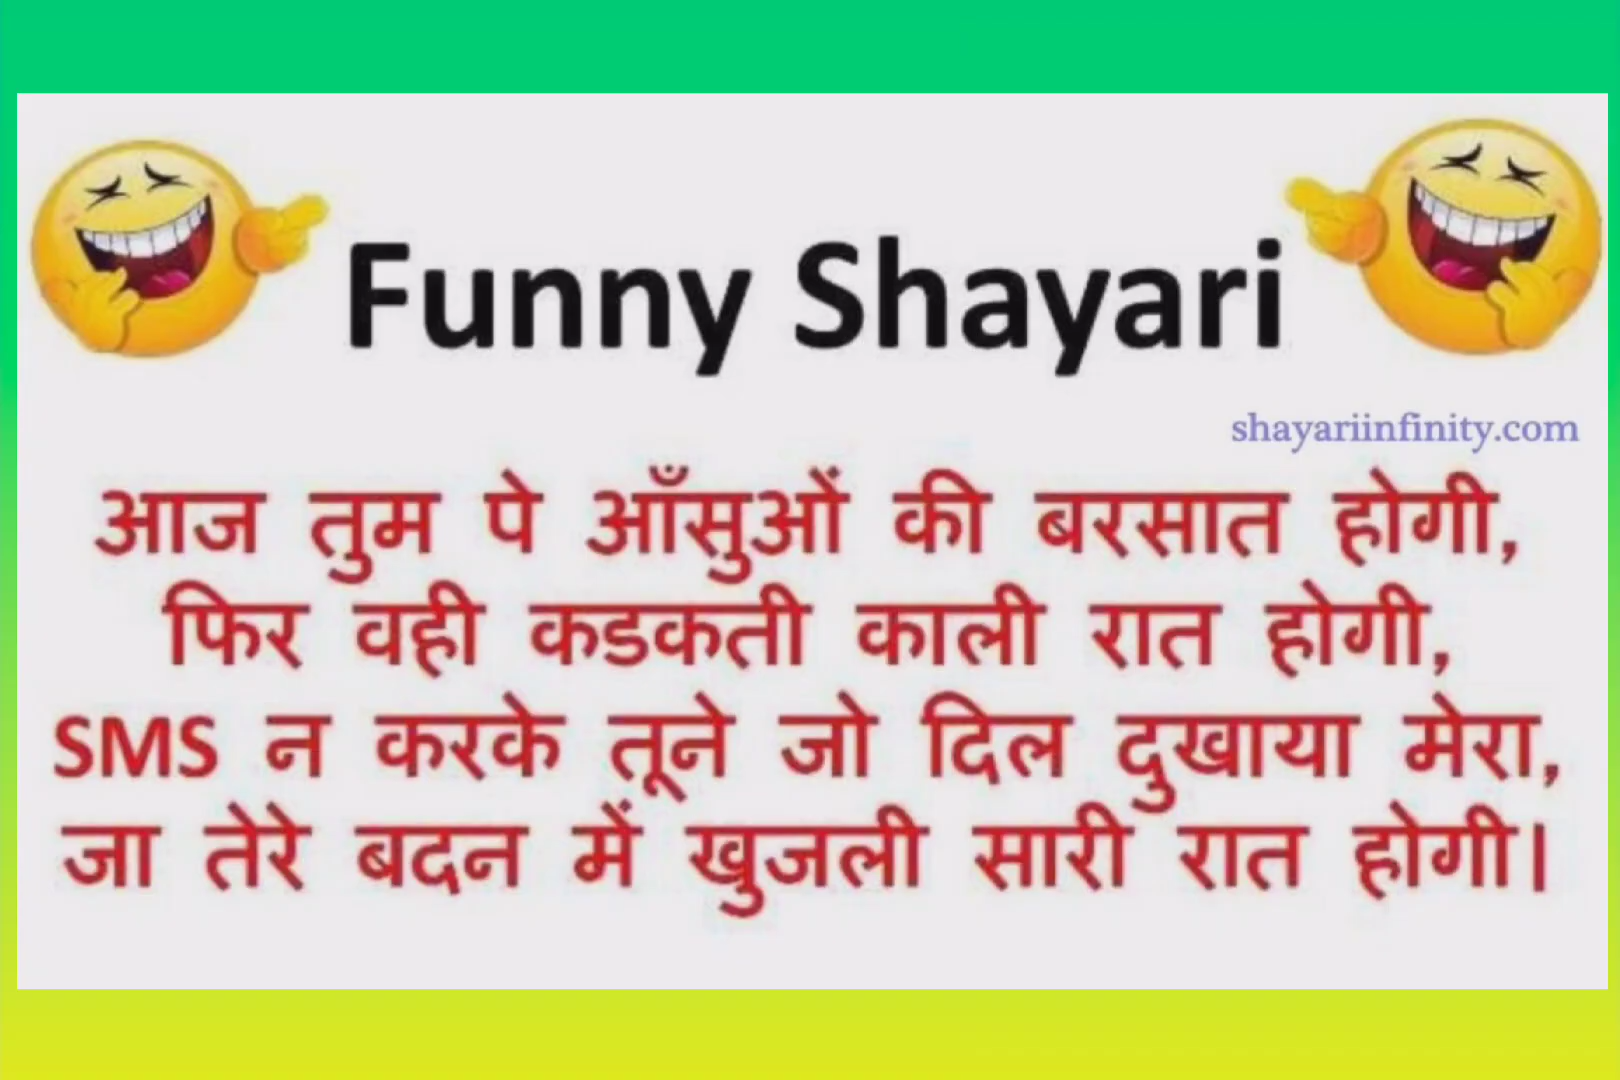 Funny Shayari
shayariinfinity.com
आज तुम पे आँसुओं की बरसात होगी,
फिर वही कडकती काली रात होगी,
SMS न करके तूने जो दिल दुखाया मेरा,
जा तेरे बदन में खुजली सारी रात होगी।